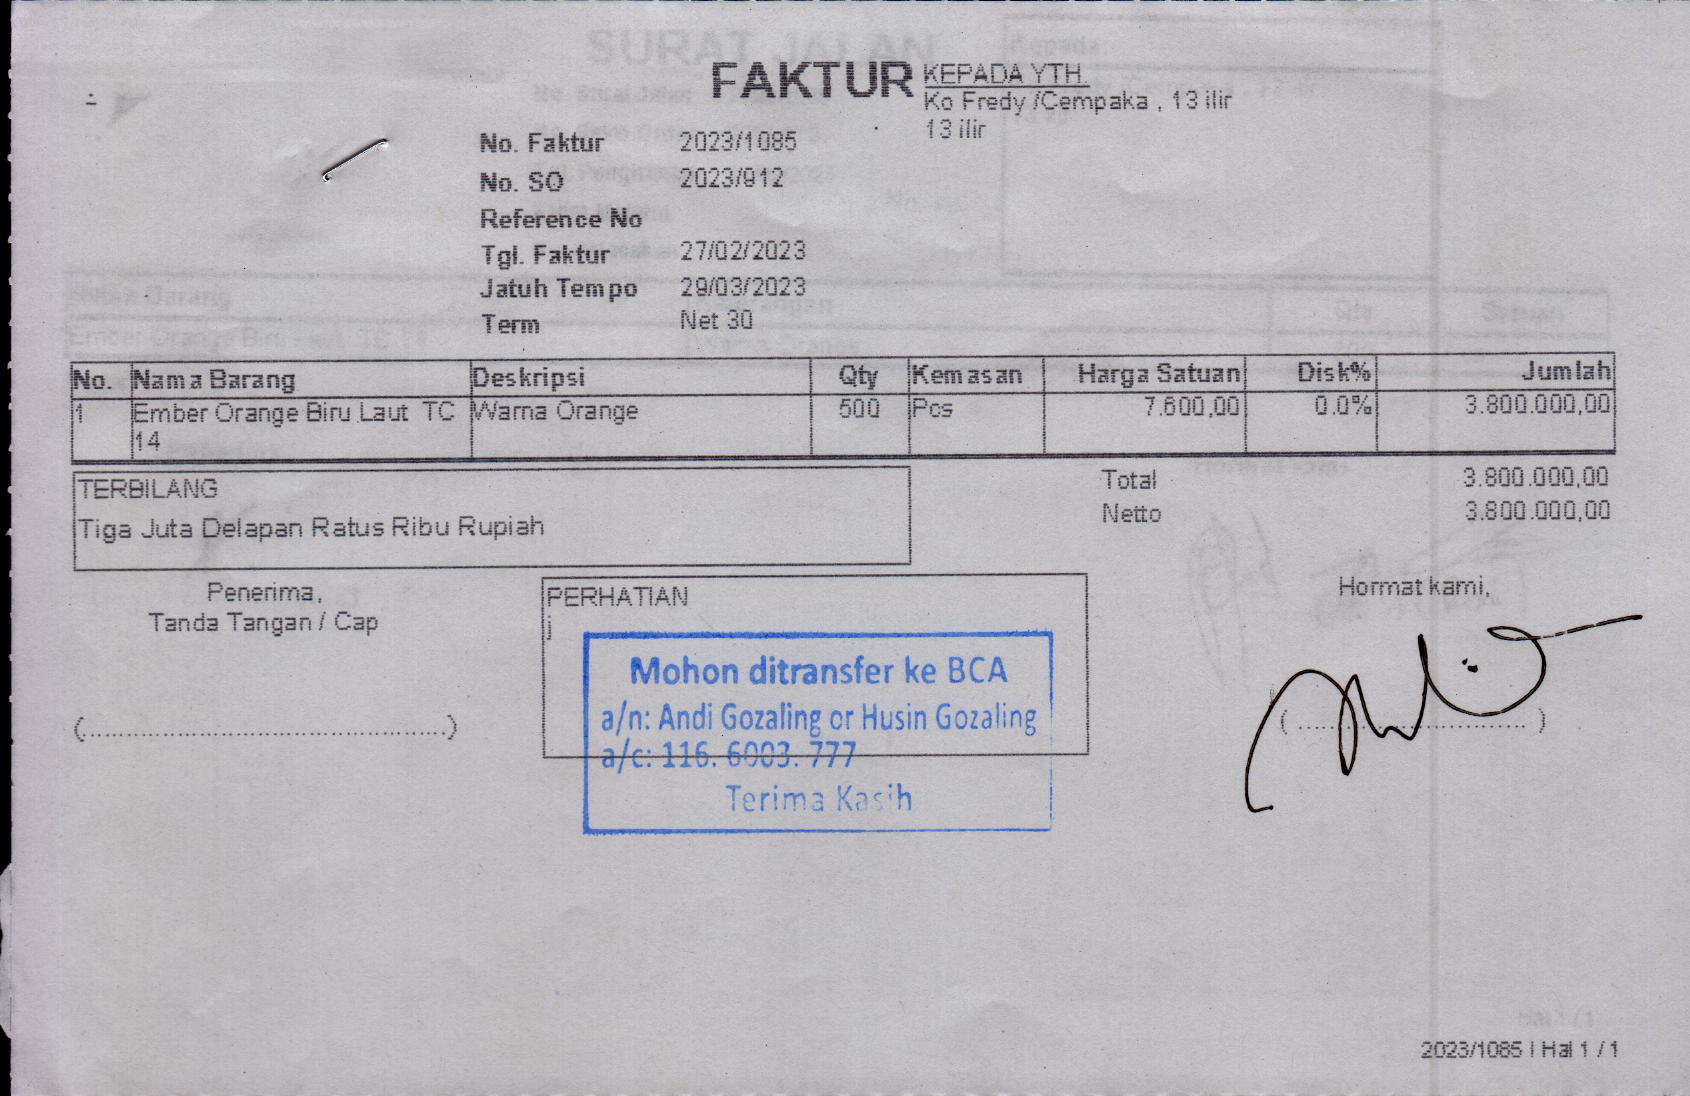 FAKTUR
KEPADA YTH.
Ko Fredy /Cempaka , 13 ilir
13 ilir
No. Faktur 2023/1085
No. SO 2023/912
Reference No
Tgl. Faktur 27/02/2023
Jatuh Tempo 29/03/2023
Term Net 30
No. Nama Barang Deskripsi Qty Kemasan Harga Satuan Disk% Jumlah
1 Ember Orange Biru Laut TC 14 Warna Orange 500 Pcs 7.600,00 0.0% 3.800.000,00
TERBILANG
Tiga Juta Delapan Ratus Ribu Rupiah
Total 3.800.000,00
Netto 3.800.000,00
Penerima,
Tanda Tangan / Cap
(............................................)
PERHATIAN
j
Mohon ditransfer ke BCA
a/n: Andi Gozaling or Husin Gozaling
a/c: 116. 6003. 777
Terima Kasih
Hormat kami,
(................................)
2023/1085 | Hal 1 / 1